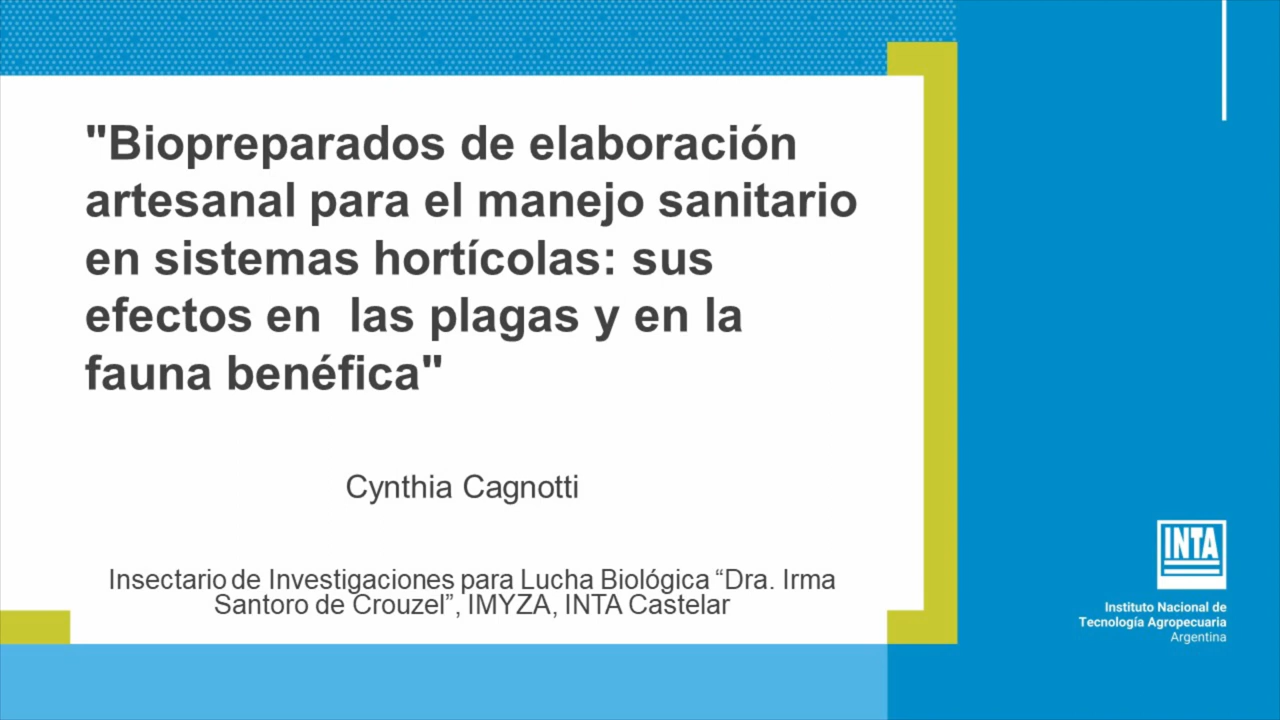 "Biopreparados de elaboración
artesanal para el manejo sanitario
en sistemas hortícolas: sus
efectos en  las plagas y en la
fauna benéfica"
Cynthia Cagnotti
Insectario de Investigaciones para Lucha Biológica “Dra. Irma
Santoro de Crouzel”, IMYZA, INTA Castelar
INTA
Instituto Nacional de
Tecnología Agropecuaria
Argentina